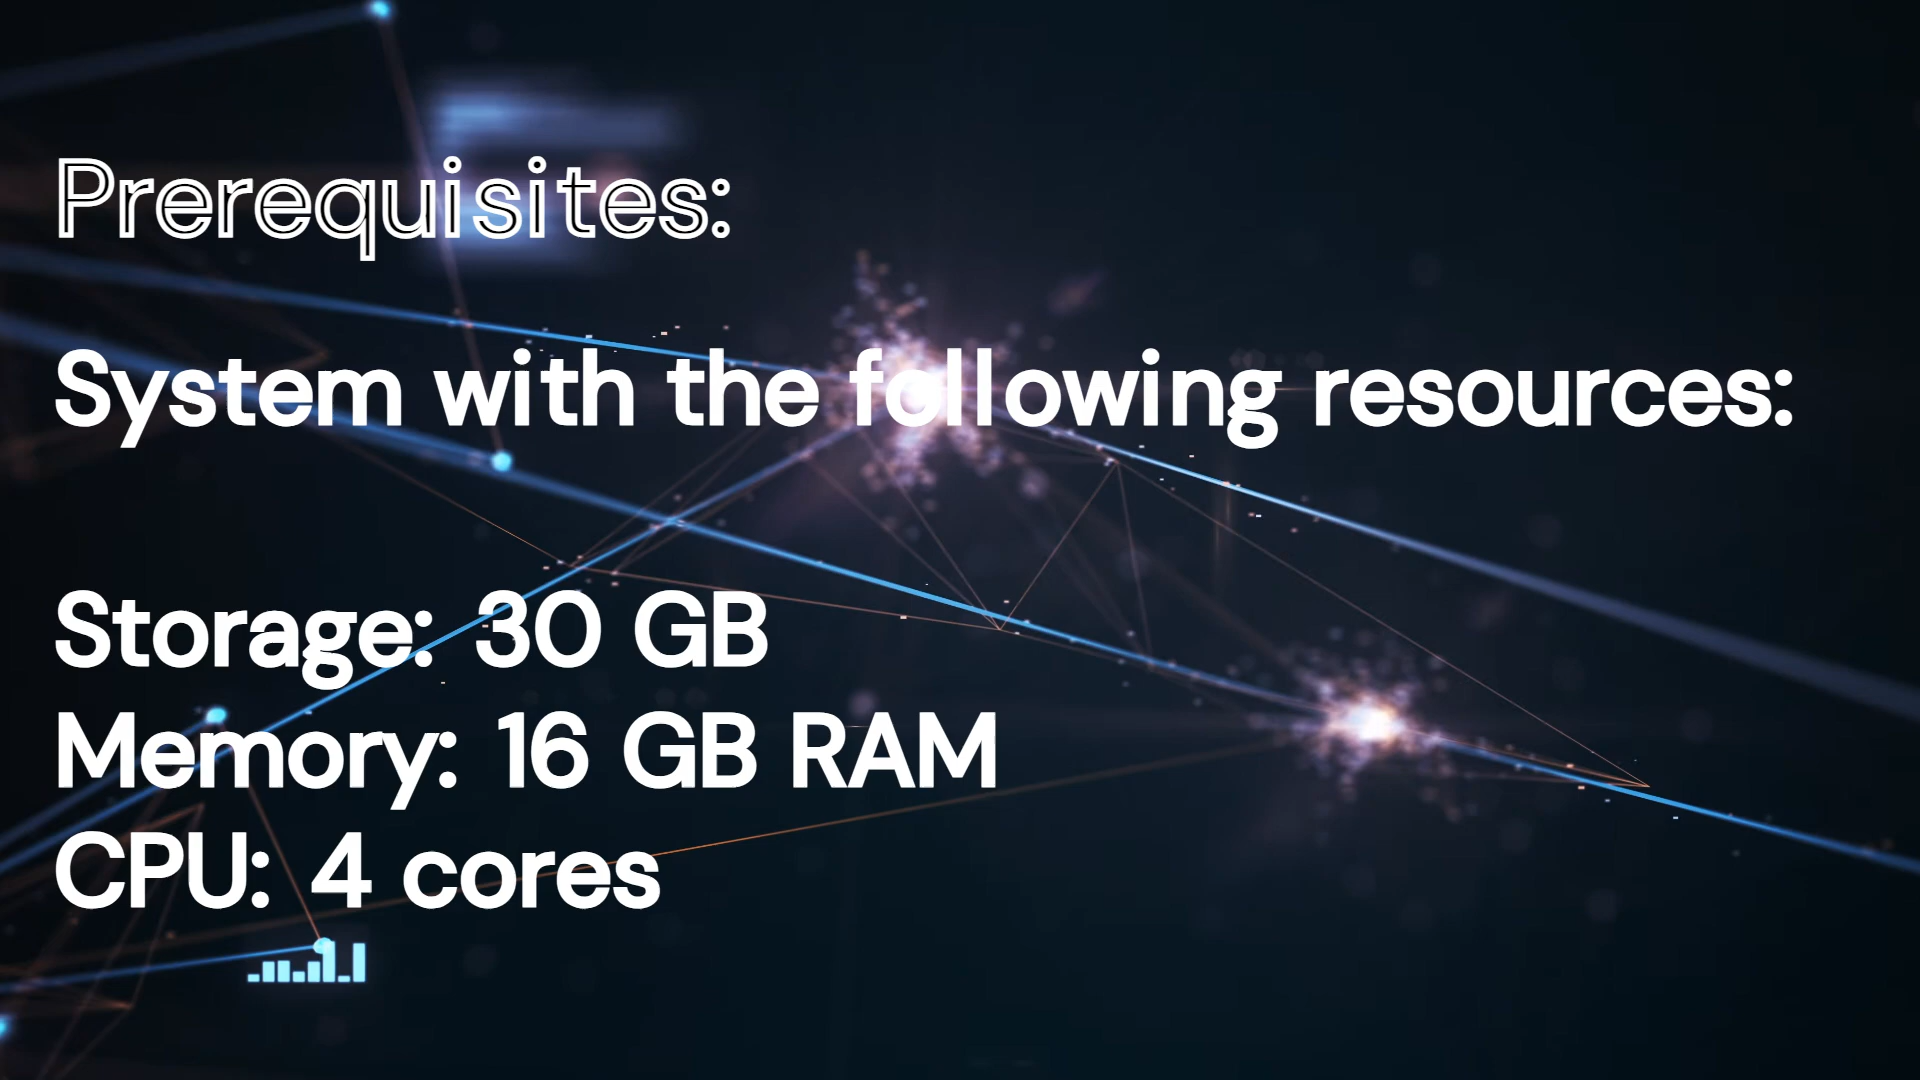 Prerequisites:
System with the following resources:
Storage: 30 GB
Memory: 16 GB RAM
CPU: 4 cores